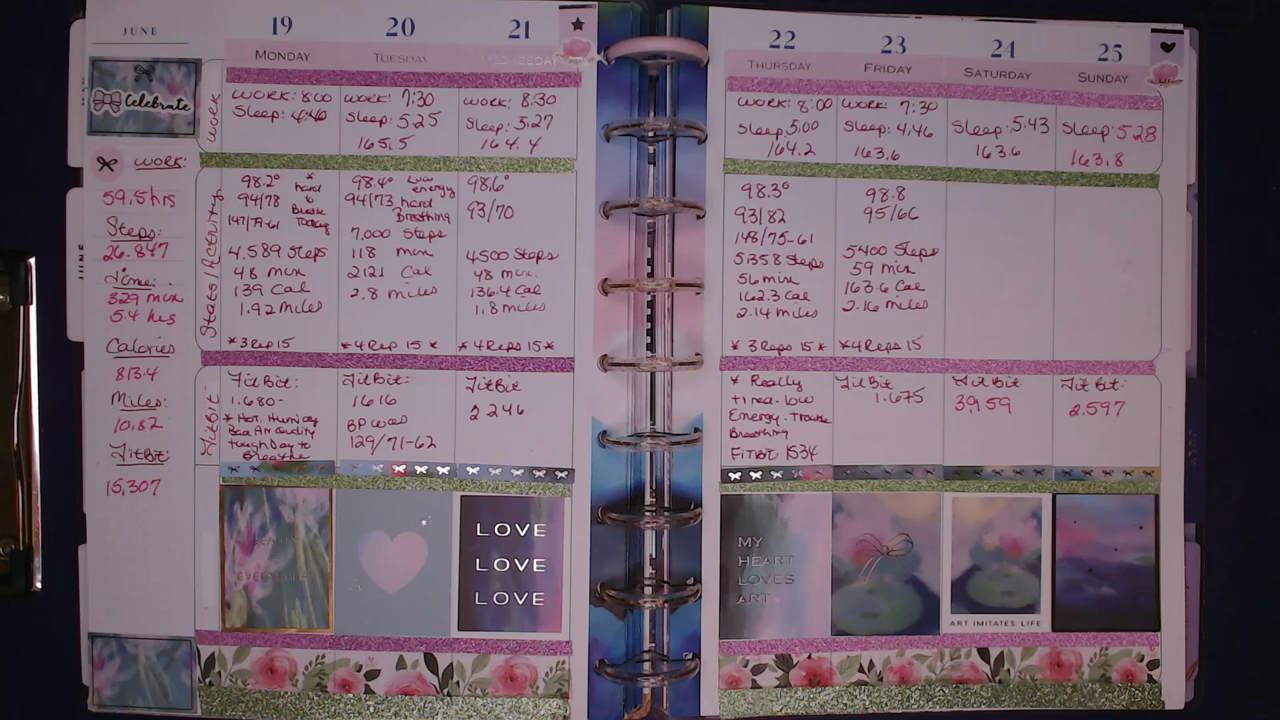 JUNE
Celebrate
WORK:
59.5hrs
Steps:
26.847
Time:
329 min
5.4 hrs
Calories
813.4
Miles:
10.82
FitBit:
15,307
JUNE
WORK
Stats/Activity
FitBit
19
MONDAY
WORK: 8:00
Sleep: 4:40
98.2°
94/78
147/79-61
* hard
to
Breathe
Today
4.589 Steps
48 min
139 Cal
1.92 miles
*3 Rep 15
FitBit:
1.680-
* Hot. Humid
Bad Air Quality
tough Day to
Breathe
20
TUESDAY
WORK: 7:30
Sleep: 5.25
165.5
98.4° Low
energy
94/73 hard
Breathing
7,000 Steps
118 min
2121 Cal
2.8 miles
*4 Rep 15 *
FitBit:
1616
BP was
129/71-62
21
WEDNESDAY
WORK: 8:30
Sleep: 5.27
164.4
98.6°
93/70
4500 Steps
48 min.
136.4 Cal
1.8 miles
*4 Reps 15 *
FitBit
2246
LOVE
LOVE
LOVE
22
THURSDAY
WORK: 8:00
Sleep 5.00
164.2
98.3°
93/82
148/75-61
5358 Steps
56 min
162.3 Cal
2.14 miles
* 3 Reps 15 *
* Really
tired - low
Energy - Trouble
Breathing
FitBit 1534
MY
HEART
LOVES
ART
23
FRIDAY
WORK: 7:30
Sleep: 4.46
163.6
98.8
95/66
5400 Steps
59 min
163.6 Cal
2.16 miles
*4 Reps 15
FitBit
1.675
24
SATURDAY
Sleep: 5.43
163.6
FitBit
3,959
ART IMITATES LIFE
25
SUNDAY
Sleep: 5.28
163.8
FitBit:
2.597